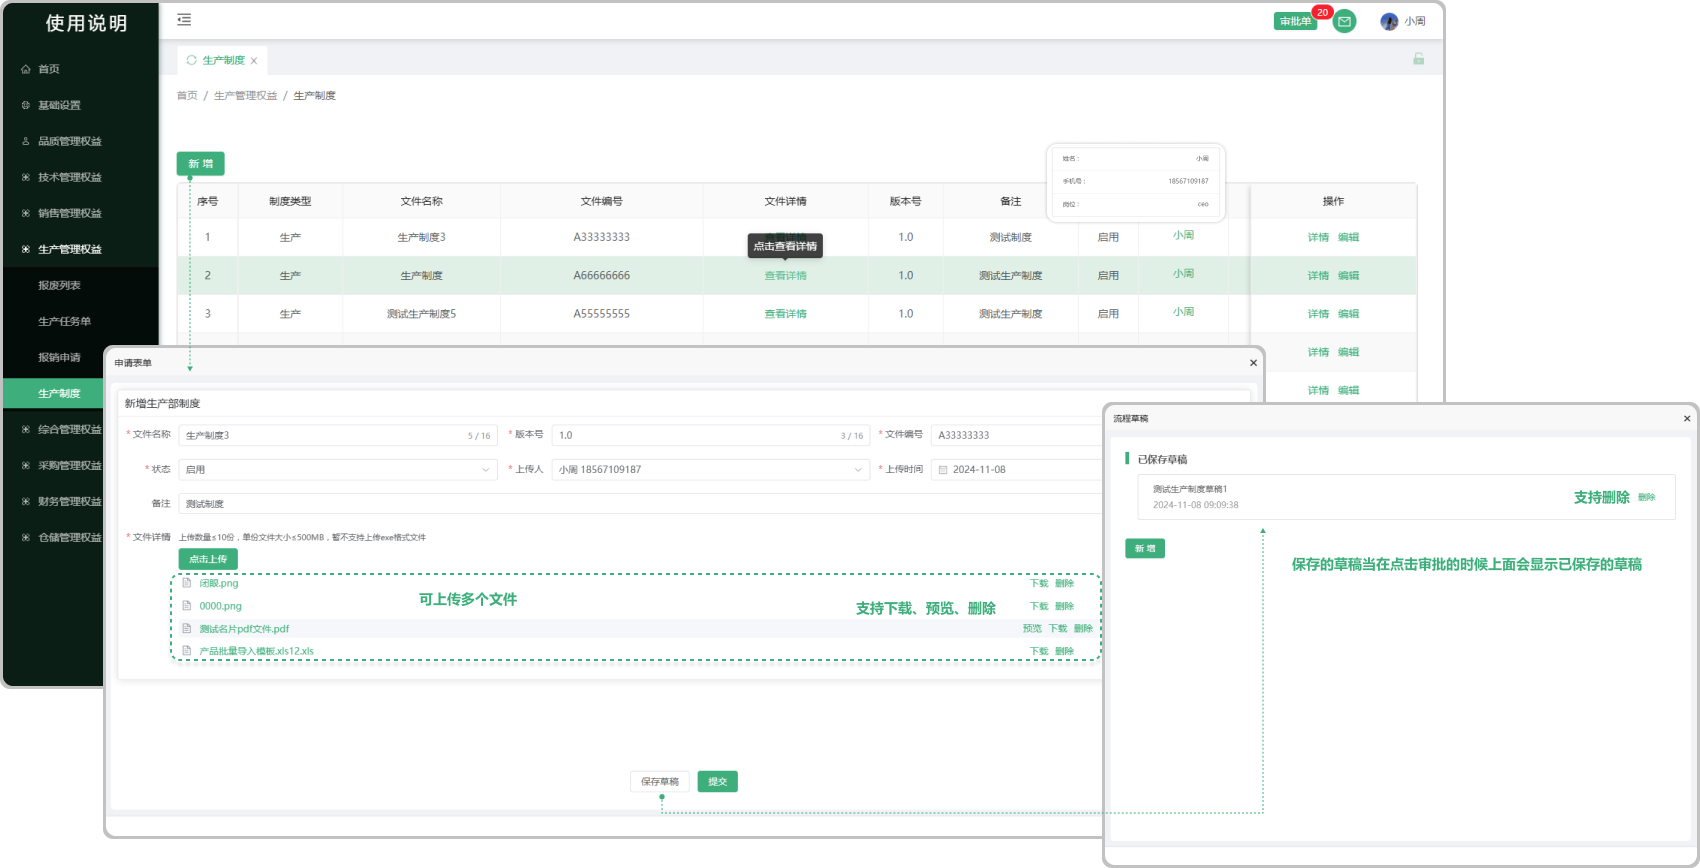 使用说明
首页
基础设置
品质管理权益
技术管理权益
销售管理权益
生产管理权益
报废列表
生产任务单
报销申请
生产制度
综合管理权益
采购管理权益
财务管理权益
仓储管理权益
审批单 20 小周
生产制度 ×
首页 / 生产管理权益 / 生产制度
新 增
姓名： 小周
手机号： 18567109187
岗位： ceo
序号 制度类型 文件名称 文件编号 文件详情 版本号 备注 操作
1 生产 生产制度3 A33333333 1.0 测试制度 启用 小周 详情 编辑
点击查看详情
2 生产 生产制度 A66666666 查看详情 1.0 测试生产制度 启用 小周 详情 编辑
3 生产 测试生产制度5 A55555555 查看详情 1.0 测试生产制度 启用 小周 详情 编辑
详情 编辑
详情 编辑
申请表单 ×
新增生产部制度
* 文件名称 生产制度3 5 / 16 * 版本号 1.0 3 / 16 * 文件编号 A33333333
* 状态 启用 * 上传人 小周 18567109187 * 上传时间 2024-11-08
备注 测试制度
* 文件详情 上传数量≤10份，单份文件大小≤500MB，暂不支持上传exe格式文件
点击上传
闭眼.png 下载 删除
0000.png 下载 删除
测试名片pdf文件.pdf 预览 下载 删除
产品批量导入模板.xls12.xls 下载 删除
可上传多个文件
支持下载、预览、删除
保存草稿 提交
流程草稿 ×
已保存草稿
测试生产制度草稿1
2024-11-08 09:09:38
支持删除 删除
新 增
保存的草稿当在点击审批的时候上面会显示已保存的草稿